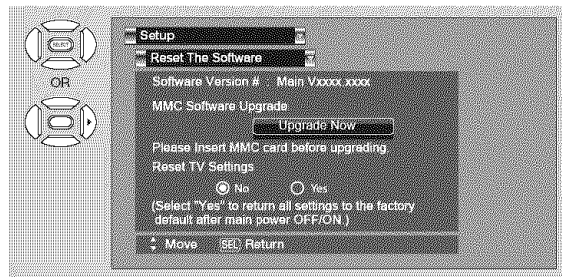 SELECT
OR
Setup
Reset The Software
Software Version # : Main Vxxxx.xxxx
MMC Software Upgrade
Upgrade Now
Please Insert MMC card before upgrading.
Reset TV Settings
No Yes
(Select "Yes" to return all settings to the factory
default after main power OFF/ON.)
Move SEL Return